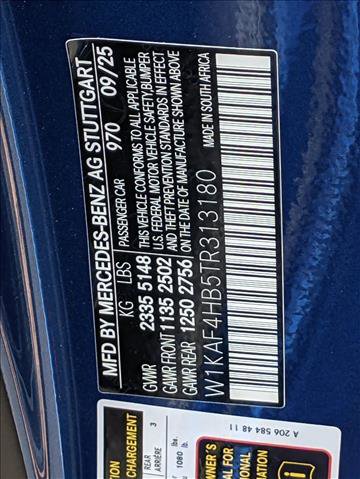 MFD BY MERCEDES-BENZ AG STUTTGART
970 09/25
KG LBS
PASSENGER CAR
GVWR 2335 5148
GAWR FRONT 1135 2502
GAWR REAR 1250 2756
THIS VEHICLE CONFORMS TO ALL APPLICABLE
U.S. FEDERAL MOTOR VEHICLE SAFETY, BUMPER
AND THEFT PREVENTION STANDARDS IN EFFECT
ON THE DATE OF MANUFACTURE SHOWN ABOVE
W1KAF4HB5TR313180
MADE IN SOUTH AFRICA
A 206 584 48 11
CHARGEMENT
REAR
ARRIÈRE
3
1080 lbs.